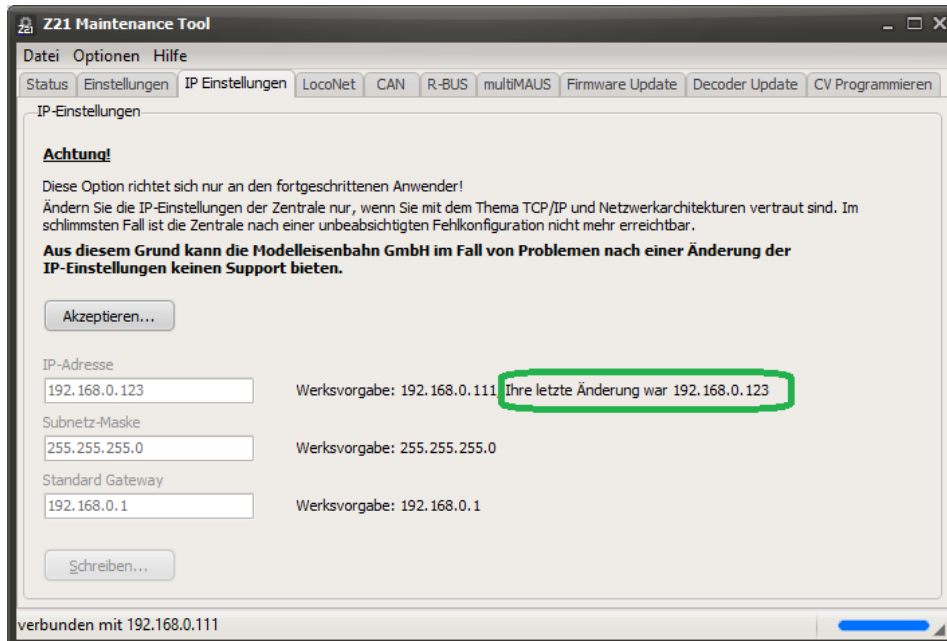 Z21 Maintenance Tool
Datei Optionen Hilfe
Status Einstellungen IP Einstellungen LocoNet CAN R-BUS multiMAUS Firmware Update Decoder Update CV Programmieren
IP-Einstellungen
Achtung!
Diese Option richtet sich nur an den fortgeschrittenen Anwender!
Ändern Sie die IP-Einstellungen der Zentrale nur, wenn Sie mit dem Thema TCP/IP und Netzwerkarchitekturen vertraut sind. Im
schlimmsten Fall ist die Zentrale nach einer unbeabsichtigten Fehlkonfiguration nicht mehr erreichtbar.
Aus diesem Grund kann die Modelleisenbahn GmbH im Fall von Problemen nach einer Änderung der
IP-Einstellungen keinen Support bieten.
Akzeptieren...
IP-Adresse
192.168.0.123 Werksvorgabe: 192.168.0.111, Ihre letzte Änderung war 192.168.0.123
Subnetz-Maske
255.255.255.0 Werksvorgabe: 255.255.255.0
Standard Gateway
192.168.0.1 Werksvorgabe: 192.168.0.1
Schreiben...
verbunden mit 192.168.0.111